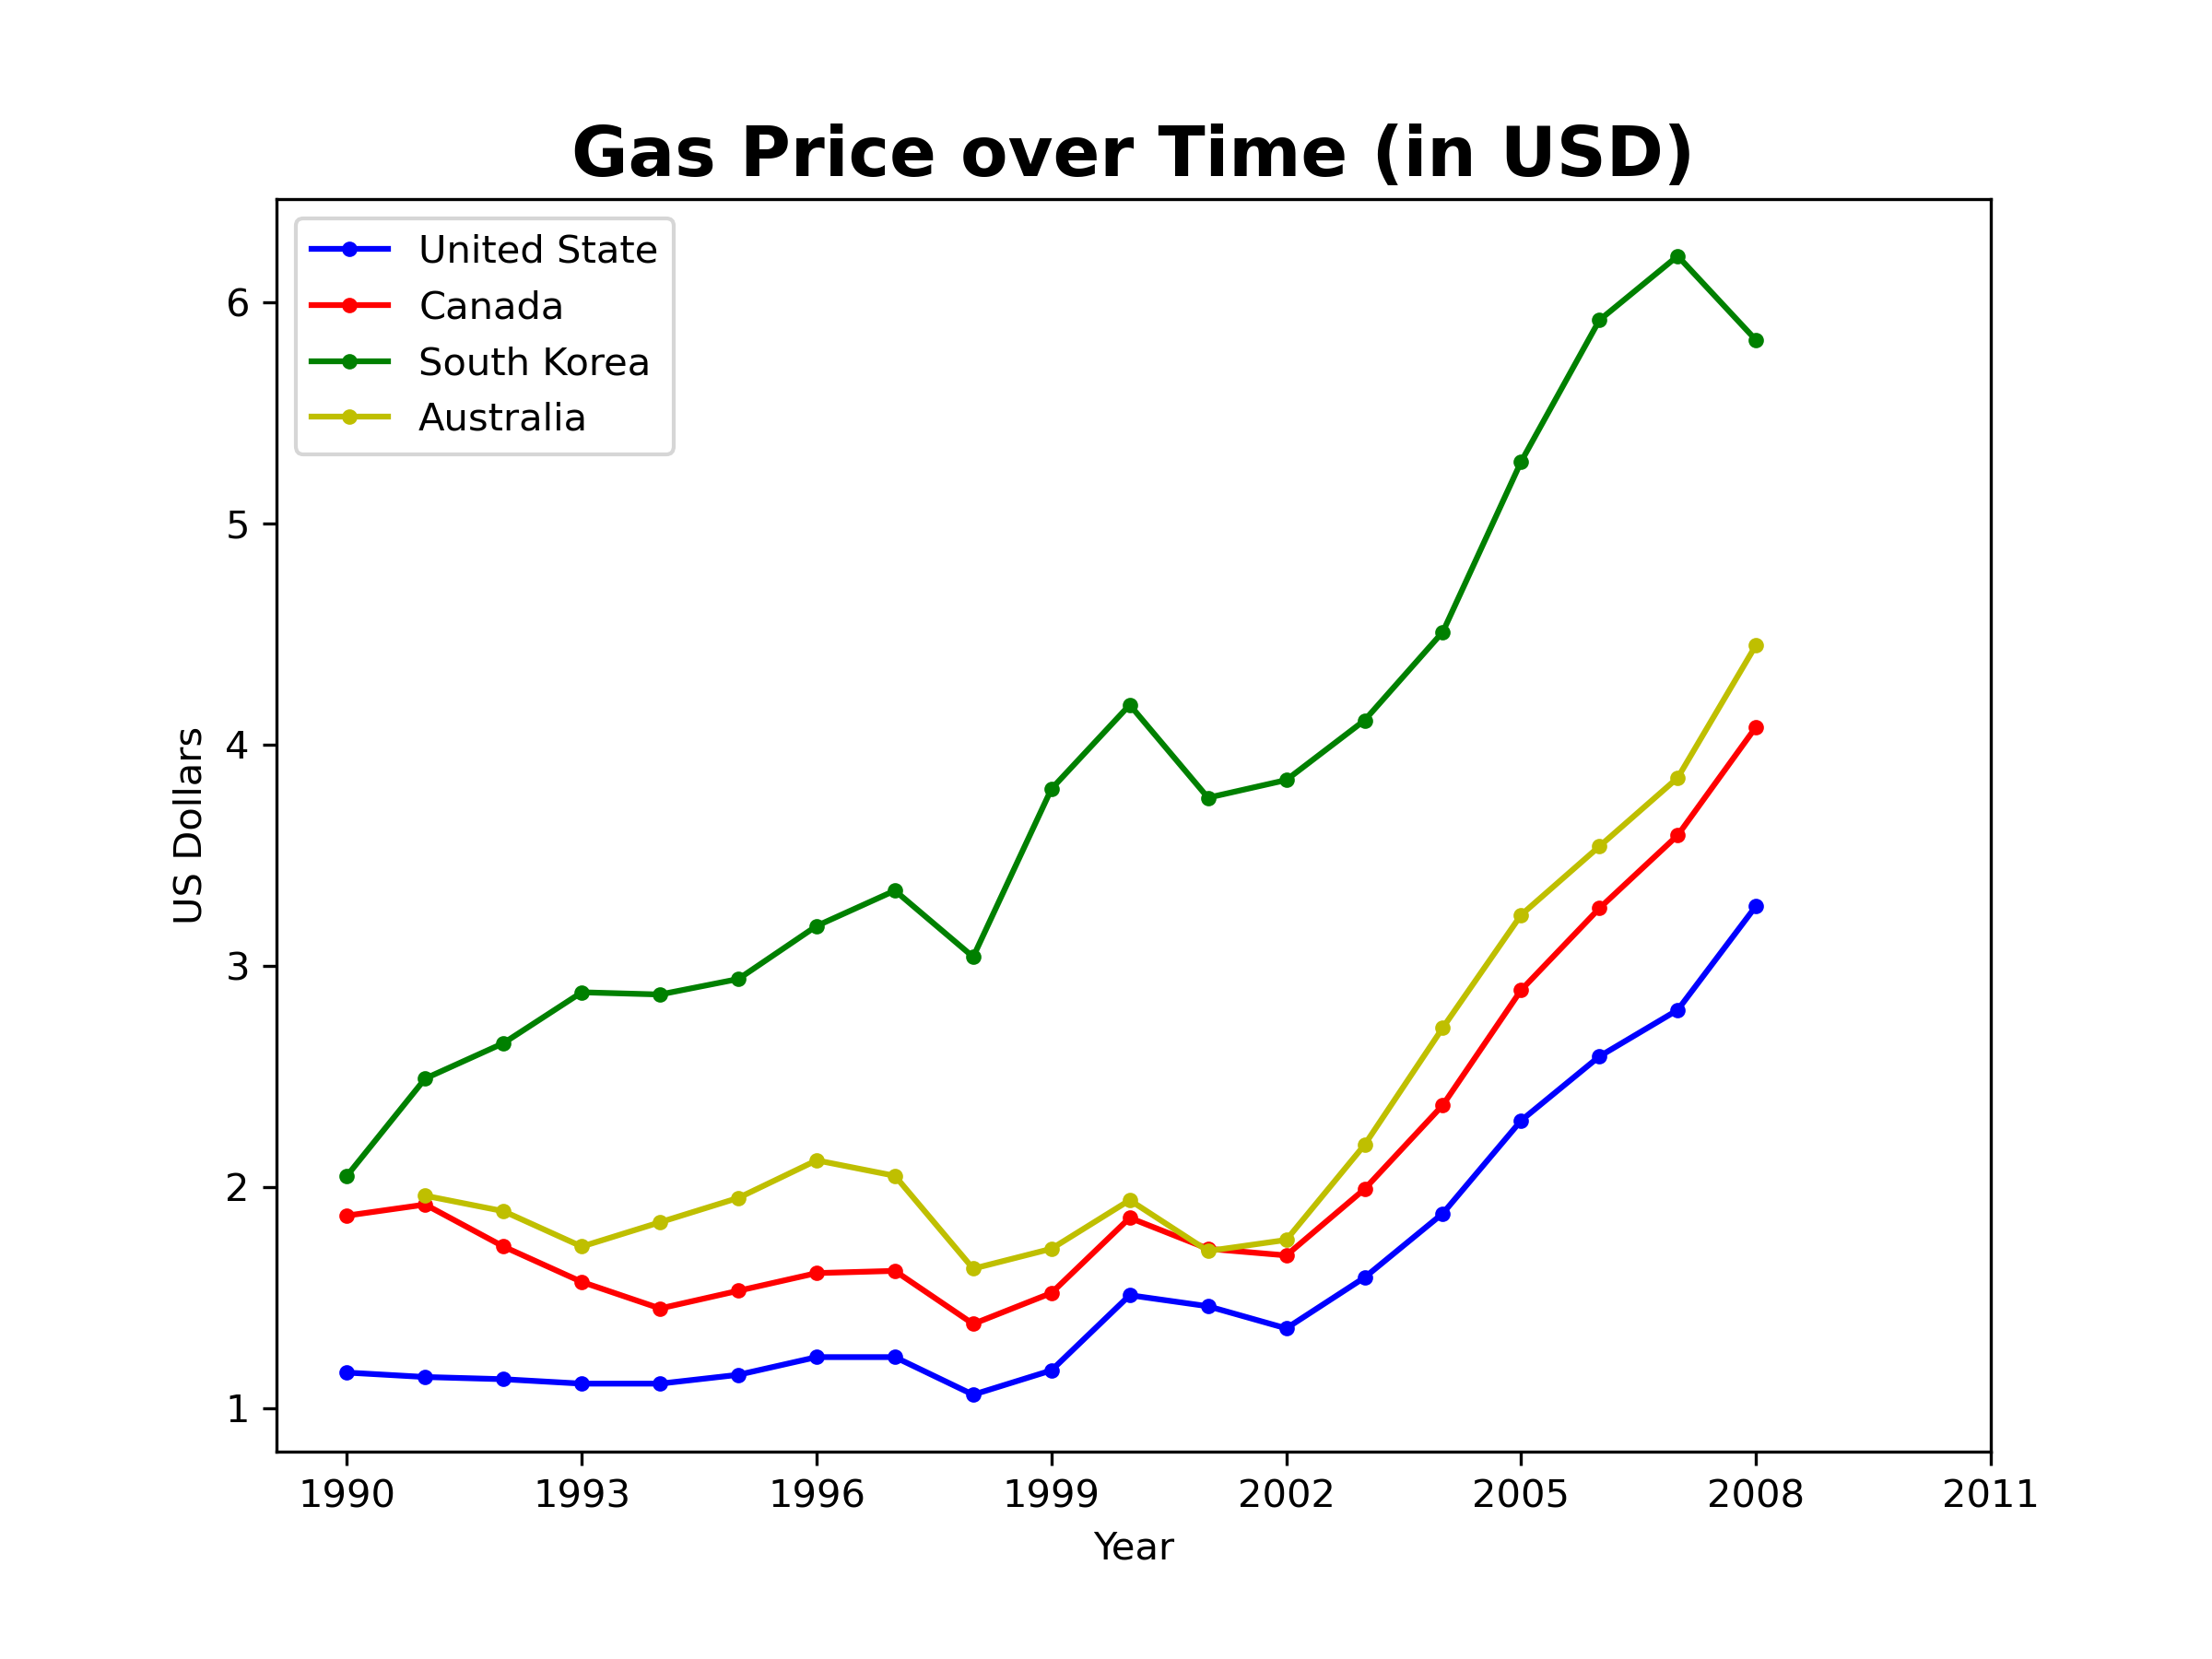 Gas Price over Time (in USD)
United State
Canada
South Korea
Australia
6
5
4
3
2
1
US Dollars
1990 1993 1996 1999 2002 2005 2008 2011
Year